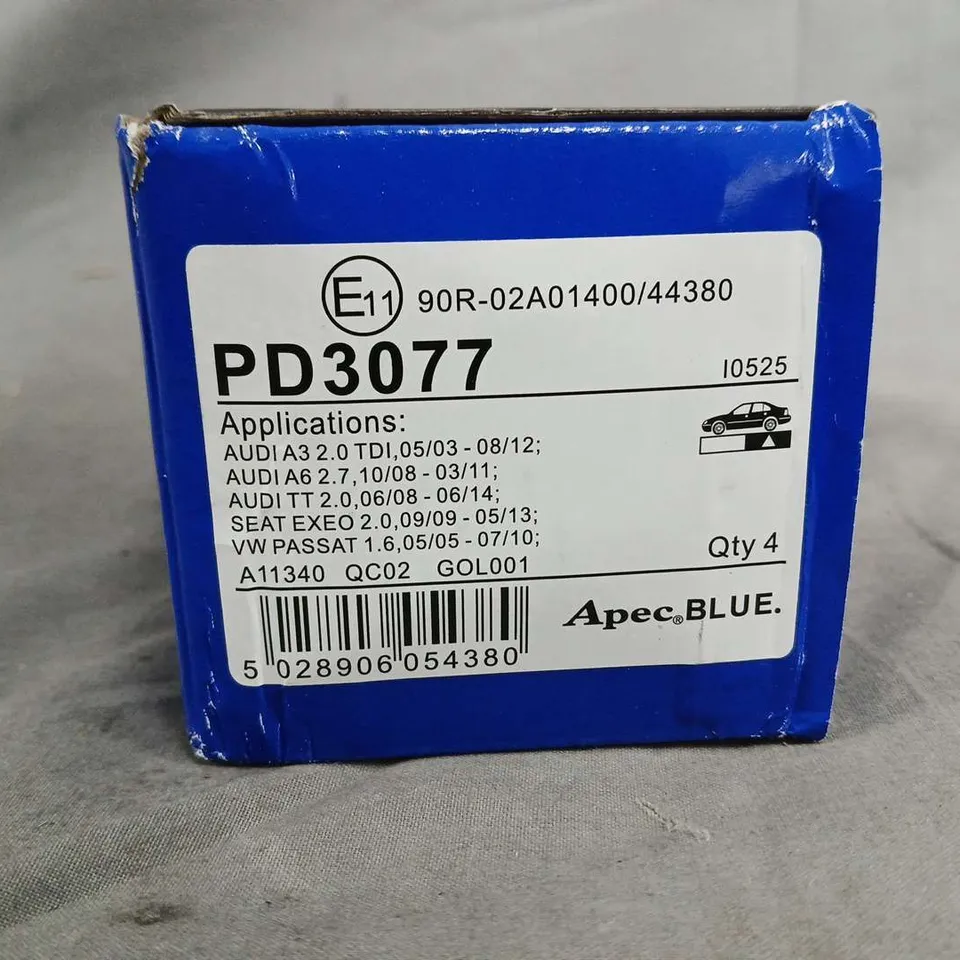 E11 90R-02A01400/44380
PD3077 I0525
Applications:
AUDI A3 2.0 TDI,05/03 - 08/12;
AUDI A6 2.7,10/08 - 03/11;
AUDI TT 2.0,06/08 - 06/14;
SEAT EXEO 2.0,09/09 - 05/13;
VW PASSAT 1.6,05/05 - 07/10;
Qty 4
A11340 QC02 GOL001
Apec® BLUE.
5 028906 054380